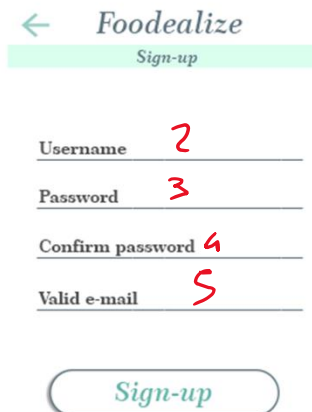 Foodealize
Sign-up
Username 2
Password 3
Confirm password 4
Valid e-mail 5
Sign-up